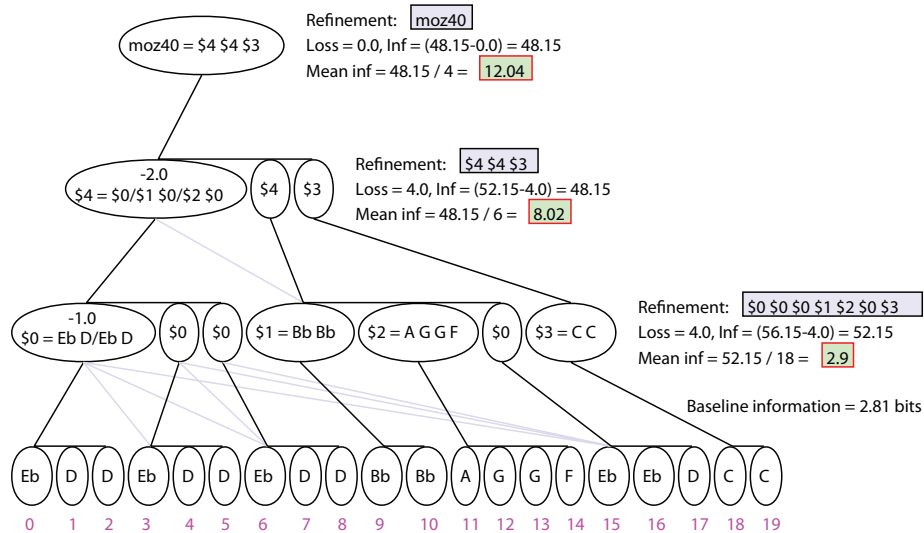 Refinement: moz40
moz40 = $4 $4 $3
Loss = 0.0, Inf = (48.15-0.0) = 48.15
Mean inf = 48.15 / 4 = 12.04
Refinement: $4 $4 $3
-2.0
$4 = $0/$1 $0/$2 $0
$4
$3
Loss = 4.0, Inf = (52.15-4.0) = 48.15
Mean inf = 48.15 / 6 = 8.02
Refinement: $0 $0 $0 $1 $2 $0 $3
-1.0
$0 = Eb D/Eb D
$0
$0
$1 = Bb Bb
$2 = A G G F
$0
$3 = C C
Loss = 4.0, Inf = (56.15-4.0) = 52.15
Mean inf = 52.15 / 18 = 2.9
Baseline information = 2.81 bits
Eb D D Eb D D Eb D D Bb Bb A G G F Eb Eb D C C
0 1 2 3 4 5 6 7 8 9 10 11 12 13 14 15 16 17 18 19